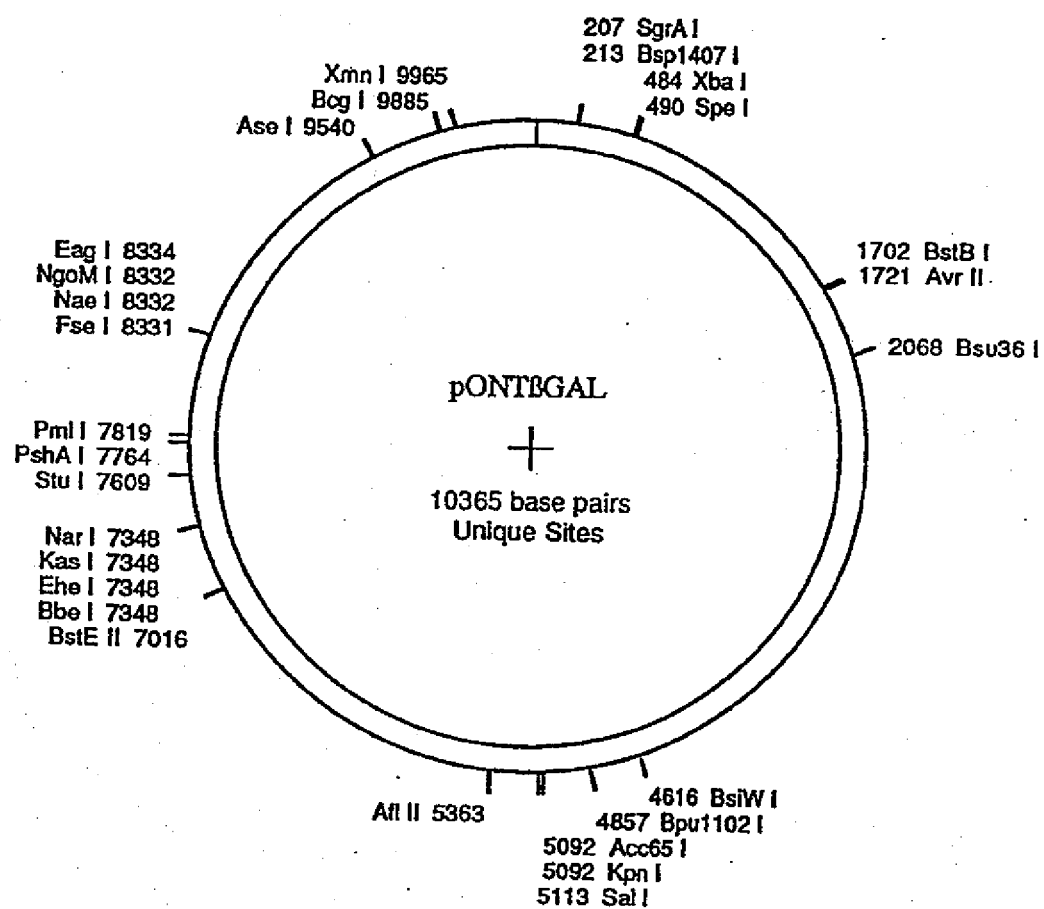 207 SgrA I
213 Bsp1407 I
484 Xba I
490 Spe I
Xmn I 9965
Bcg I 9885
Ase I 9540
1702 BstB I
1721 Avr II
2068 Bsu36 I
Eag I 8334
NgoM I 8332
Nae I 8332
Fse I 8331
pONTßGAL
10365 base pairs
Unique Sites
Pml I 7819
PshA I 7764
Stu I 7609
Nar I 7348
Kas I 7348
Ehe I 7348
Bbe I 7348
BstE II 7016
Afl II 5363
4616 BsiW I
4857 Bpu1102 I
5092 Acc65 I
5092 Kpn I
5113 Sal I